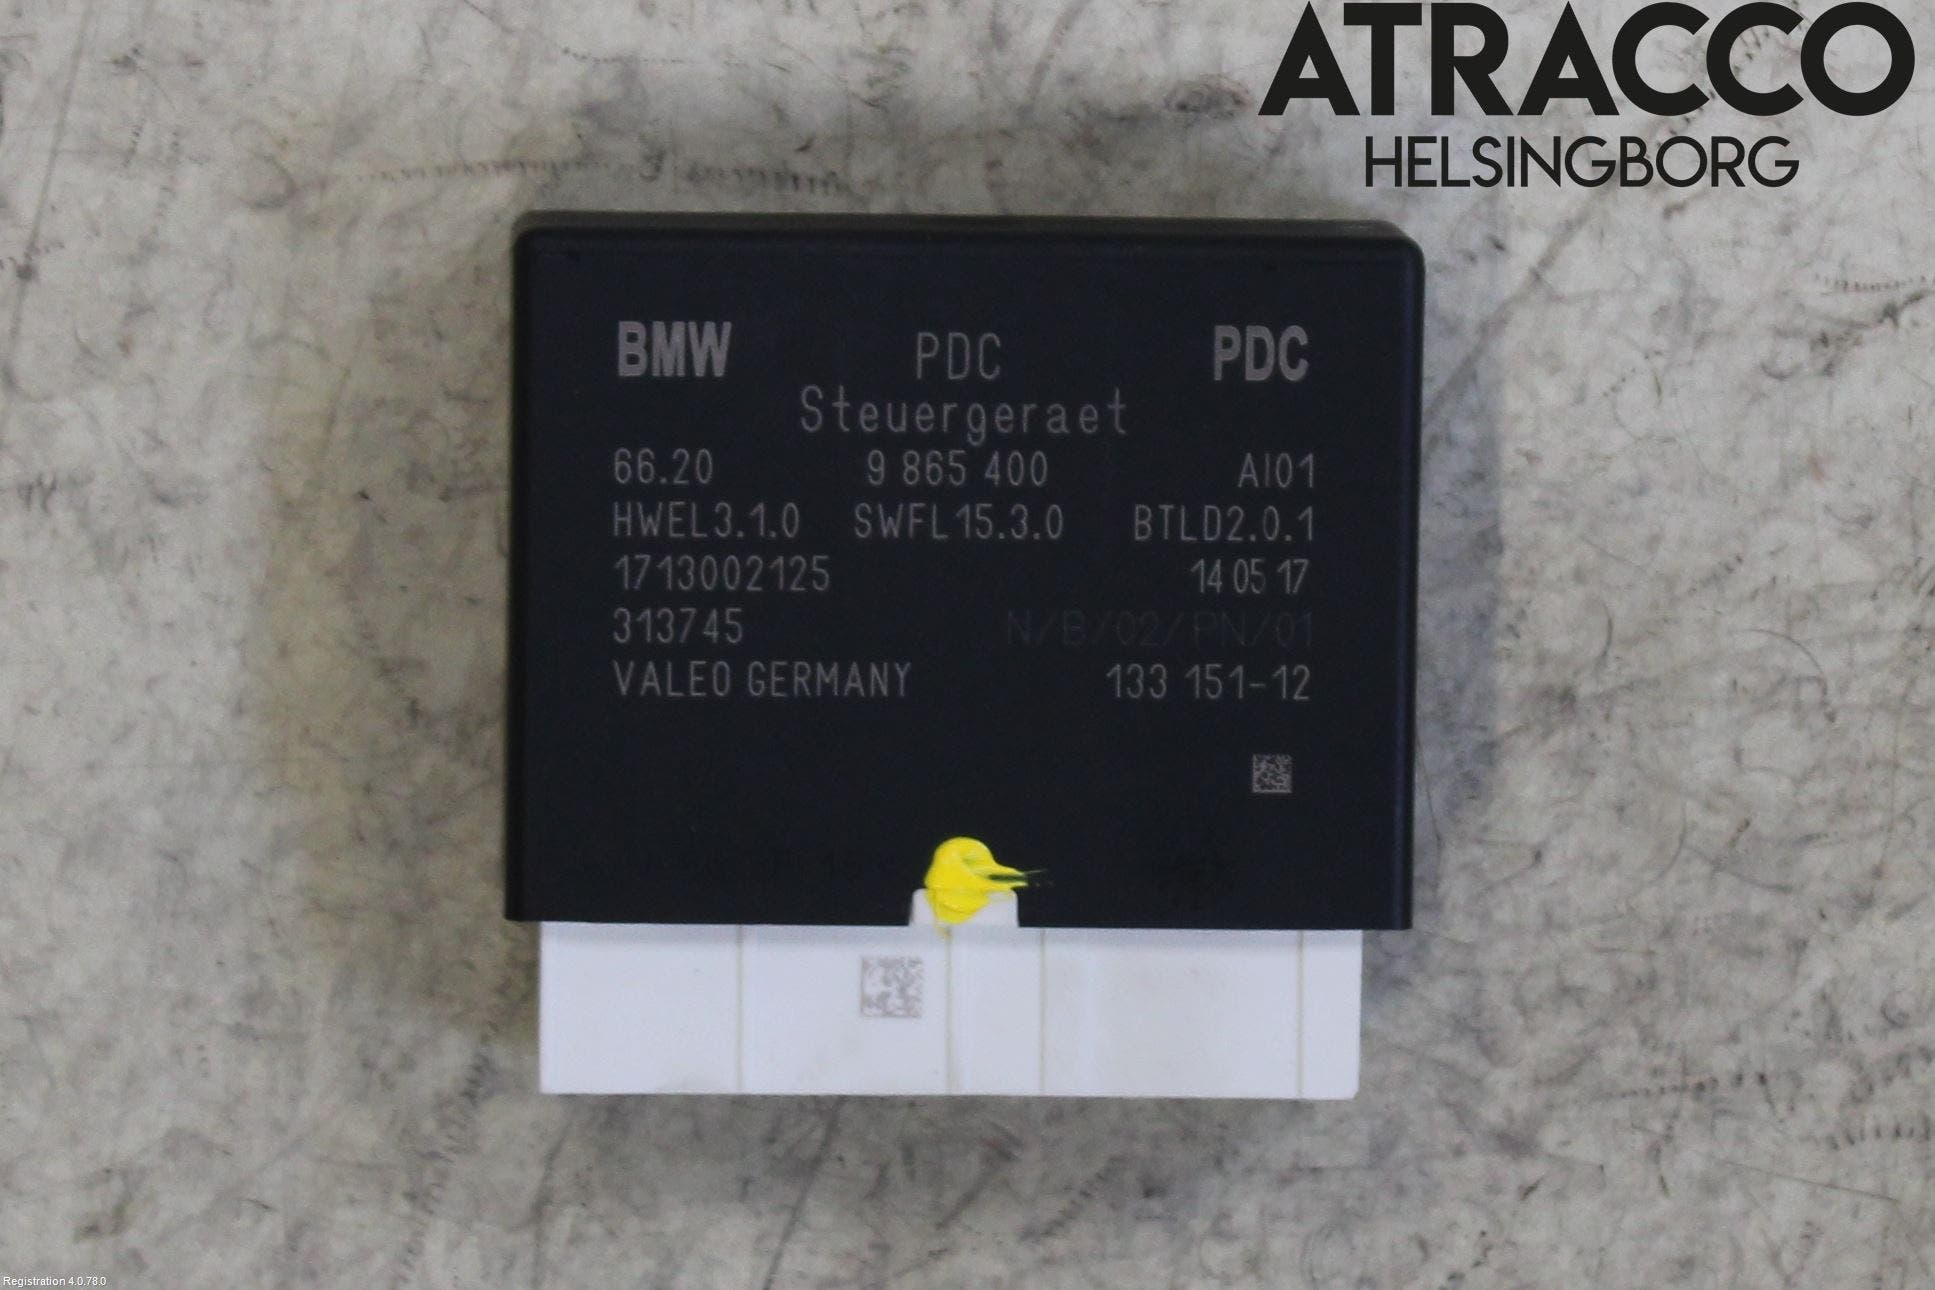 ATRACCO
HELSINGBORG
BMW PDC PDC
Steuergeraet
66.20 9 865 400 AI01
HWEL3.1.0 SWFL15.3.0 BTLD2.0.1
1713002125 14 05 17
313745 N/B/02/PN/01
VALEO GERMANY 133 151-12
Registration 4.0.78.0